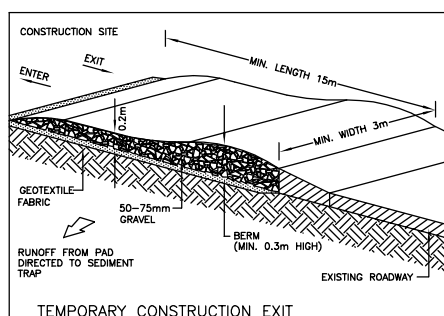 CONSTRUCTION SITE
EXIT
ENTER
MIN. LENGTH 15m
0.2m
MIN. WIDTH 3m
GEOTEXTILE
FABRIC
50–75mm
GRAVEL
BERM
(MIN. 0.3m HIGH)
RUNOFF FROM PAD
DIRECTED TO SEDIMENT
TRAP
EXISTING ROADWAY
TEMPORARY CONSTRUCTION EXIT